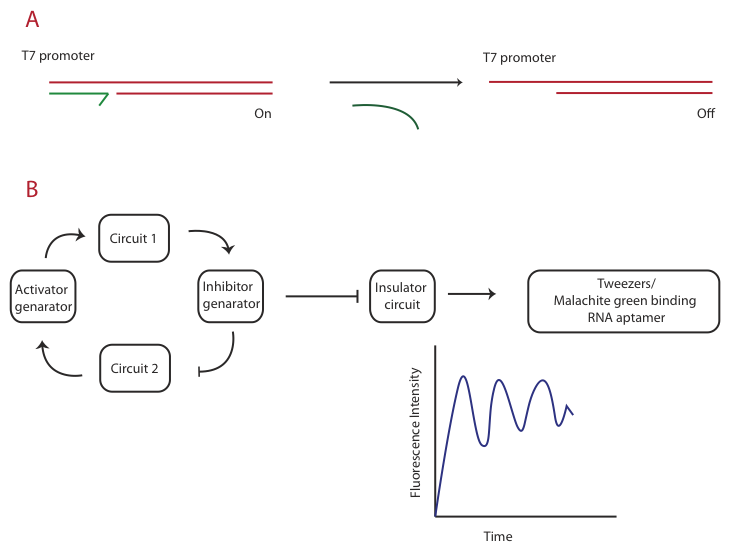 A
T7 promoter
T7 promoter
On
Off
B
Circuit 1
Activator
genarator
Inhibitor
genarator
Insulator
circuit
Tweezers/
Malachite green binding
RNA aptamer
Circuit 2
Fluorescence Intensity
Time